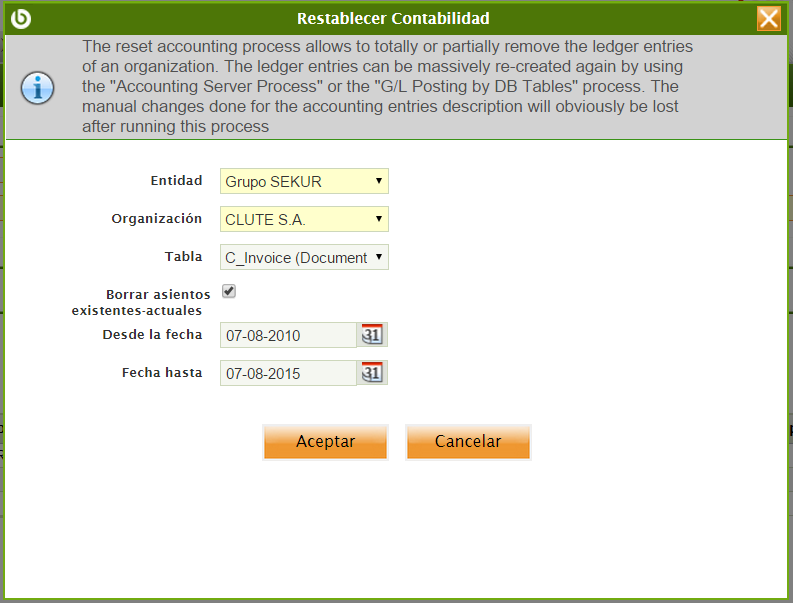 Restablecer Contabilidad
The reset accounting process allows to totally or partially remove the ledger entries
of an organization. The ledger entries can be massively re-created again by using
the "Accounting Server Process" or the "G/L Posting by DB Tables" process. The
manual changes done for the accounting entries description will obviously be lost
after running this process
Entidad Grupo SEKUR
Organización CLUTE S.A.
Tabla C_Invoice (Document
Borrar asientos
existentes-actuales
Desde la fecha 07-08-2010 31
Fecha hasta 07-08-2015 31
Aceptar Cancelar